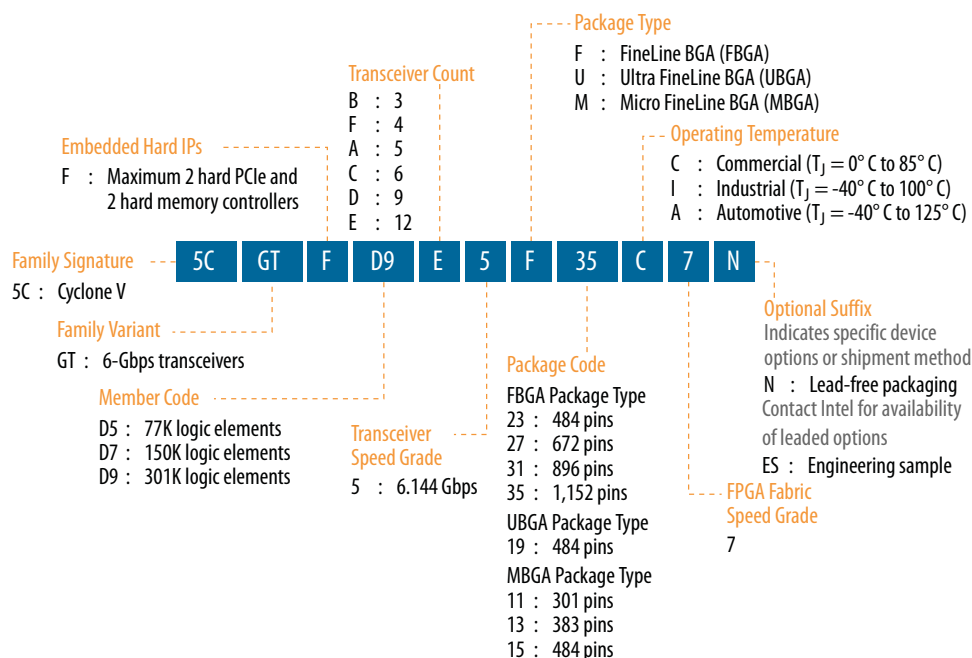 Package Type
F : FineLine BGA (FBGA)
U : Ultra FineLine BGA (UBGA)
M : Micro FineLine BGA (MBGA)
Transceiver Count
B : 3
F : 4
A : 5
C : 6
D : 9
E : 12
Embedded Hard IPs
F : Maximum 2 hard PCIe and
2 hard memory controllers
Operating Temperature
C : Commercial (TJ = 0° C to 85° C)
I : Industrial (TJ = -40° C to 100° C)
A : Automotive (TJ = -40° C to 125° C)
5C GT F D9 E 5 F 35 C 7 N
Family Signature
5C : Cyclone V
Family Variant
GT : 6-Gbps transceivers
Member Code
D5 : 77K logic elements
D7 : 150K logic elements
D9 : 301K logic elements
Transceiver
Speed Grade
5 : 6.144 Gbps
Package Code
FBGA Package Type
23 : 484 pins
27 : 672 pins
31 : 896 pins
35 : 1,152 pins
UBGA Package Type
19 : 484 pins
MBGA Package Type
11 : 301 pins
13 : 383 pins
15 : 484 pins
FPGA Fabric
Speed Grade
7
Optional Suffix
Indicates specific device
options or shipment method
N : Lead-free packaging
Contact Intel for availability
of leaded options
ES : Engineering sample